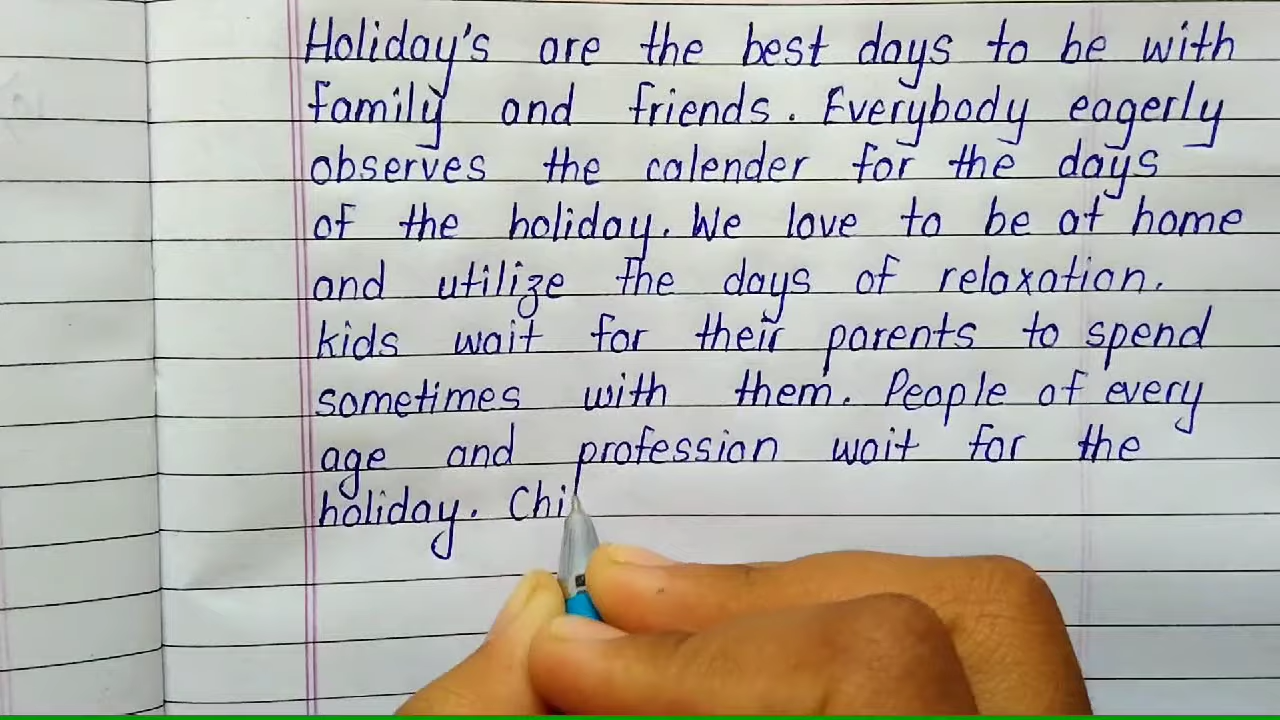 Holiday's are the best days to be with
family and friends. Everybody eagerly
observes the calender for the days
of the holiday. We love to be at home
and utilize the days of relaxation.
kids wait for their parents to spend
sometimes with them. People of every
age and profession wait for the
holiday. Chil